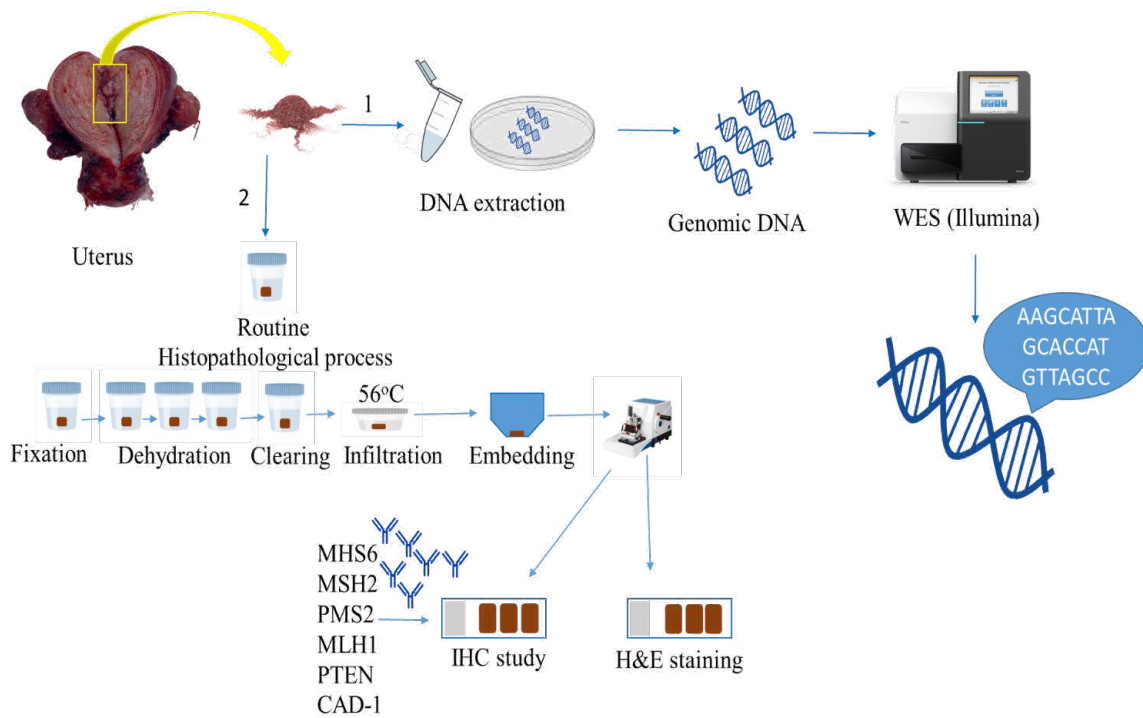 1
2
Uterus
DNA extraction
Genomic DNA
WES (Illumina)
AAGCATTA
GCACCAT
GTTAGCC
Routine
Histopathological process
56°C
Fixation
Dehydration
Clearing
Infiltration
Embedding
MHS6
MSH2
PMS2
MLH1
PTEN
CAD-1
IHC study
H&E staining